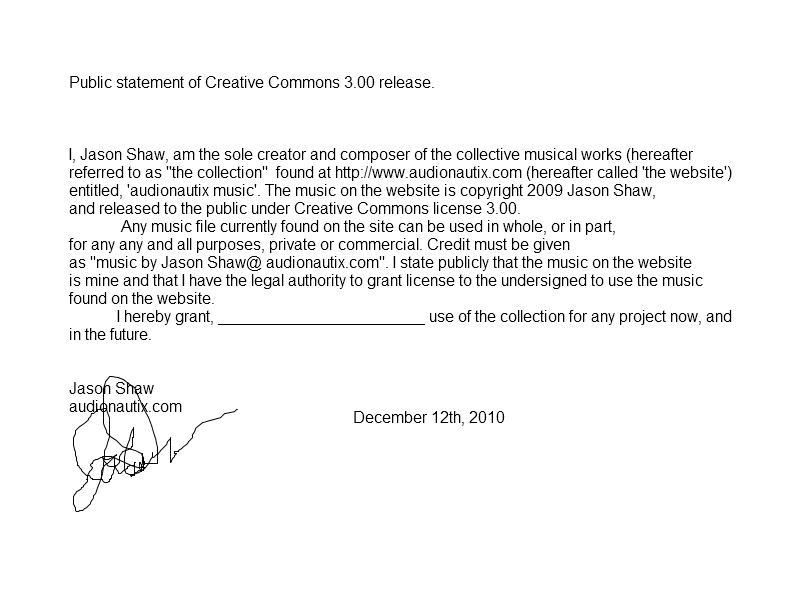 Public statement of Creative Commons 3.00 release.
I, Jason Shaw, am the sole creator and composer of the collective musical works (hereafter
referred to as "the collection"  found at http://www.audionautix.com (hereafter called 'the website')
entitled, 'audionautix music'. The music on the website is copyright 2009 Jason Shaw,
and released to the public under Creative Commons license 3.00.
Any music file currently found on the site can be used in whole, or in part,
for any any and all purposes, private or commercial. Credit must be given
as "music by Jason Shaw@ audionautix.com". I state publicly that the music on the website
is mine and that I have the legal authority to grant license to the undersigned to use the music
found on the website.
I hereby grant, _________________________ use of the collection for any project now, and
in the future.
Jason Shaw
audionautix.com
December 12th, 2010